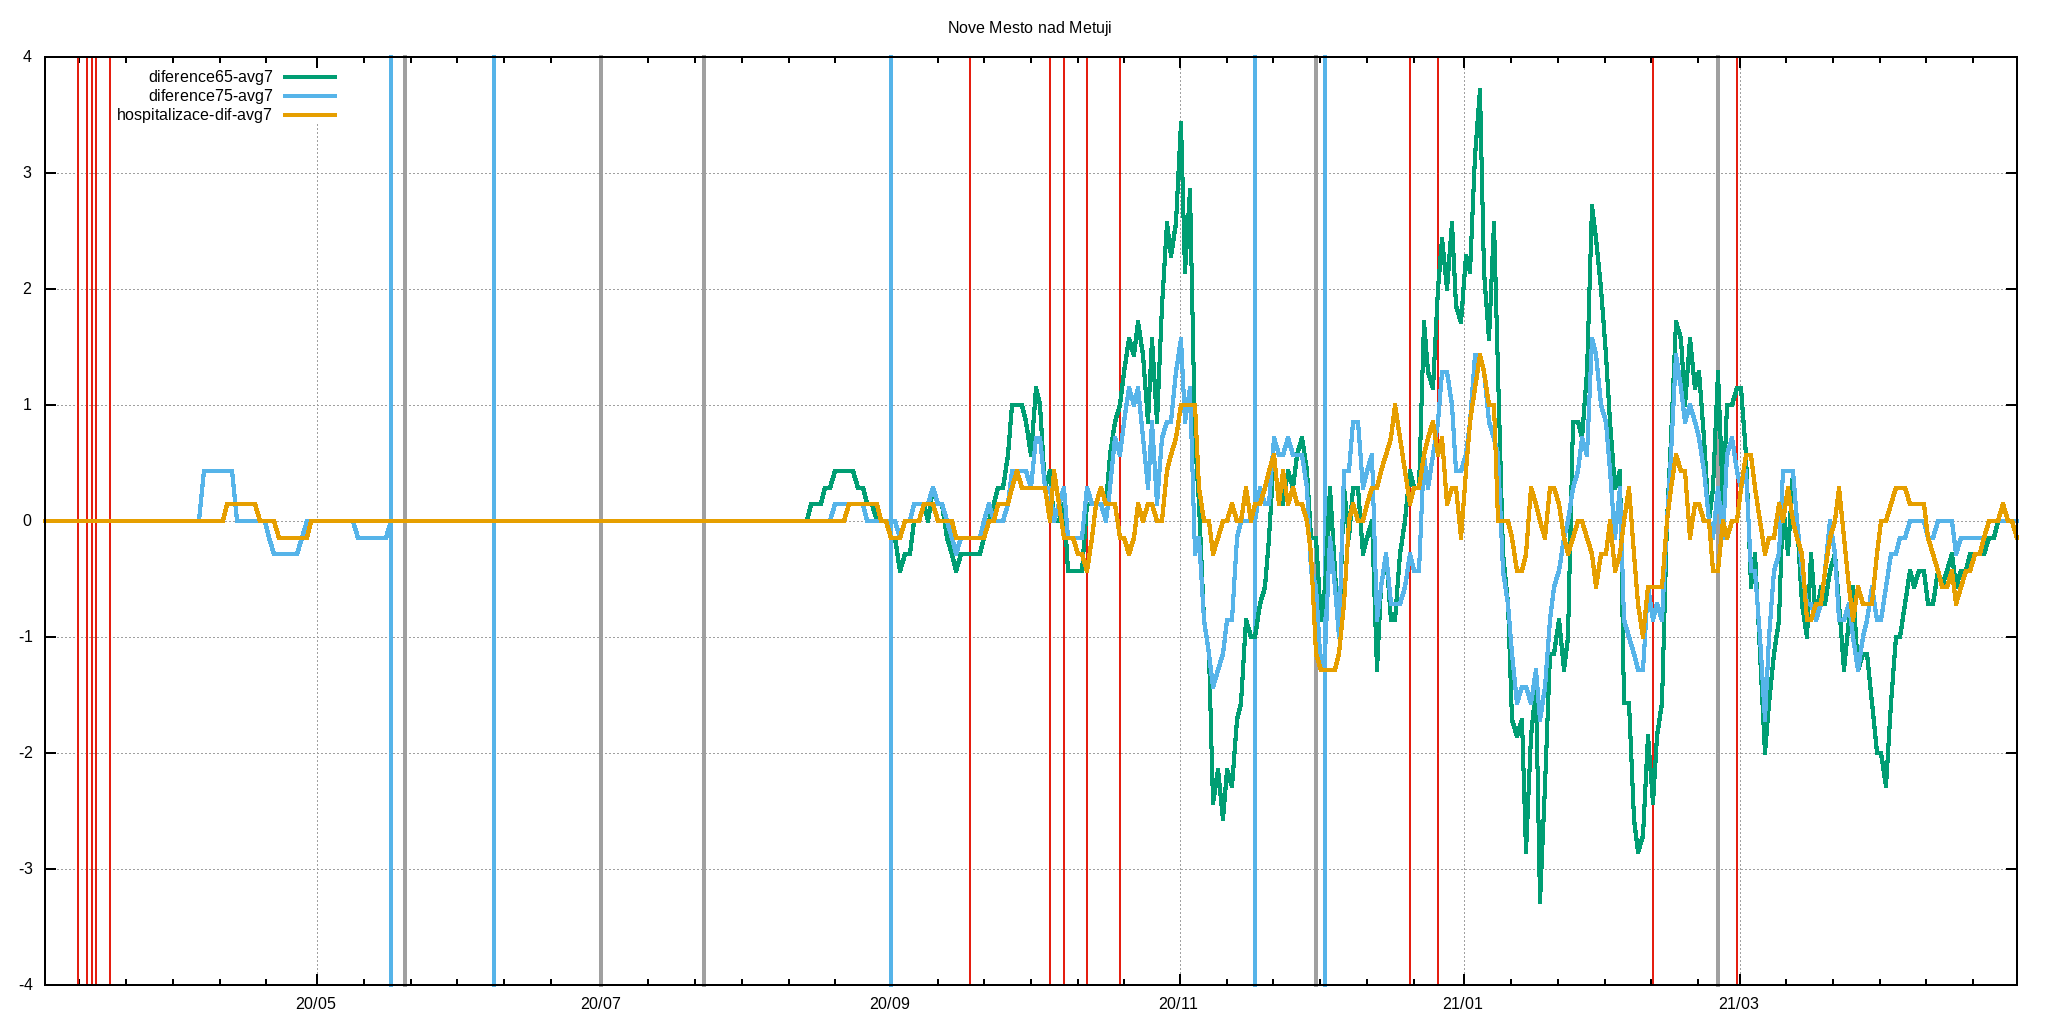 Nove Mesto nad Metuji
4
diference65-avg7
diference75-avg7
hospitalizace-dif-avg7
3
2
1
0
-1
-2
-3
-4
20/05 20/07 20/09 20/11 21/01 21/03